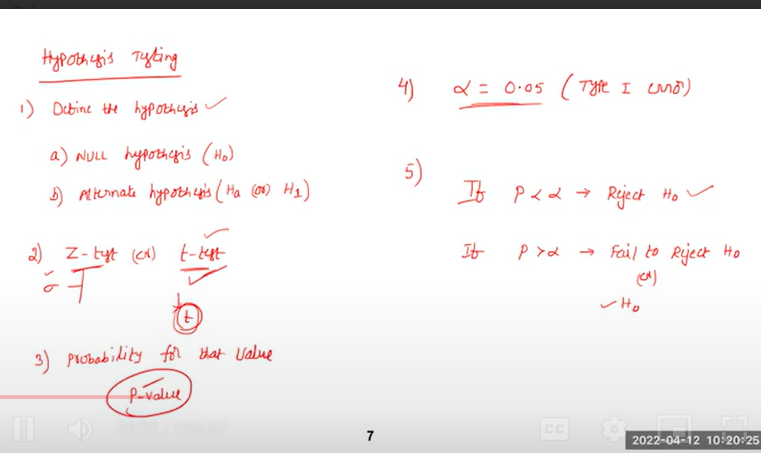 Hypothesis Testing
1) Define the hypothesis ✓
a) NULL hypothesis (H₀)
b) Alternate hypothesis (Ha (or) H1)
2) Z-test (or) t-test
σ
t
3) Probability for that value
P-value
4) α = 0.05 (Type I error)
5)
If P < α → Reject H₀ ✓
If P > α → Fail to Reject H₀
(or)
✓ H₀
CC
7
2022-04-12 10:20:25